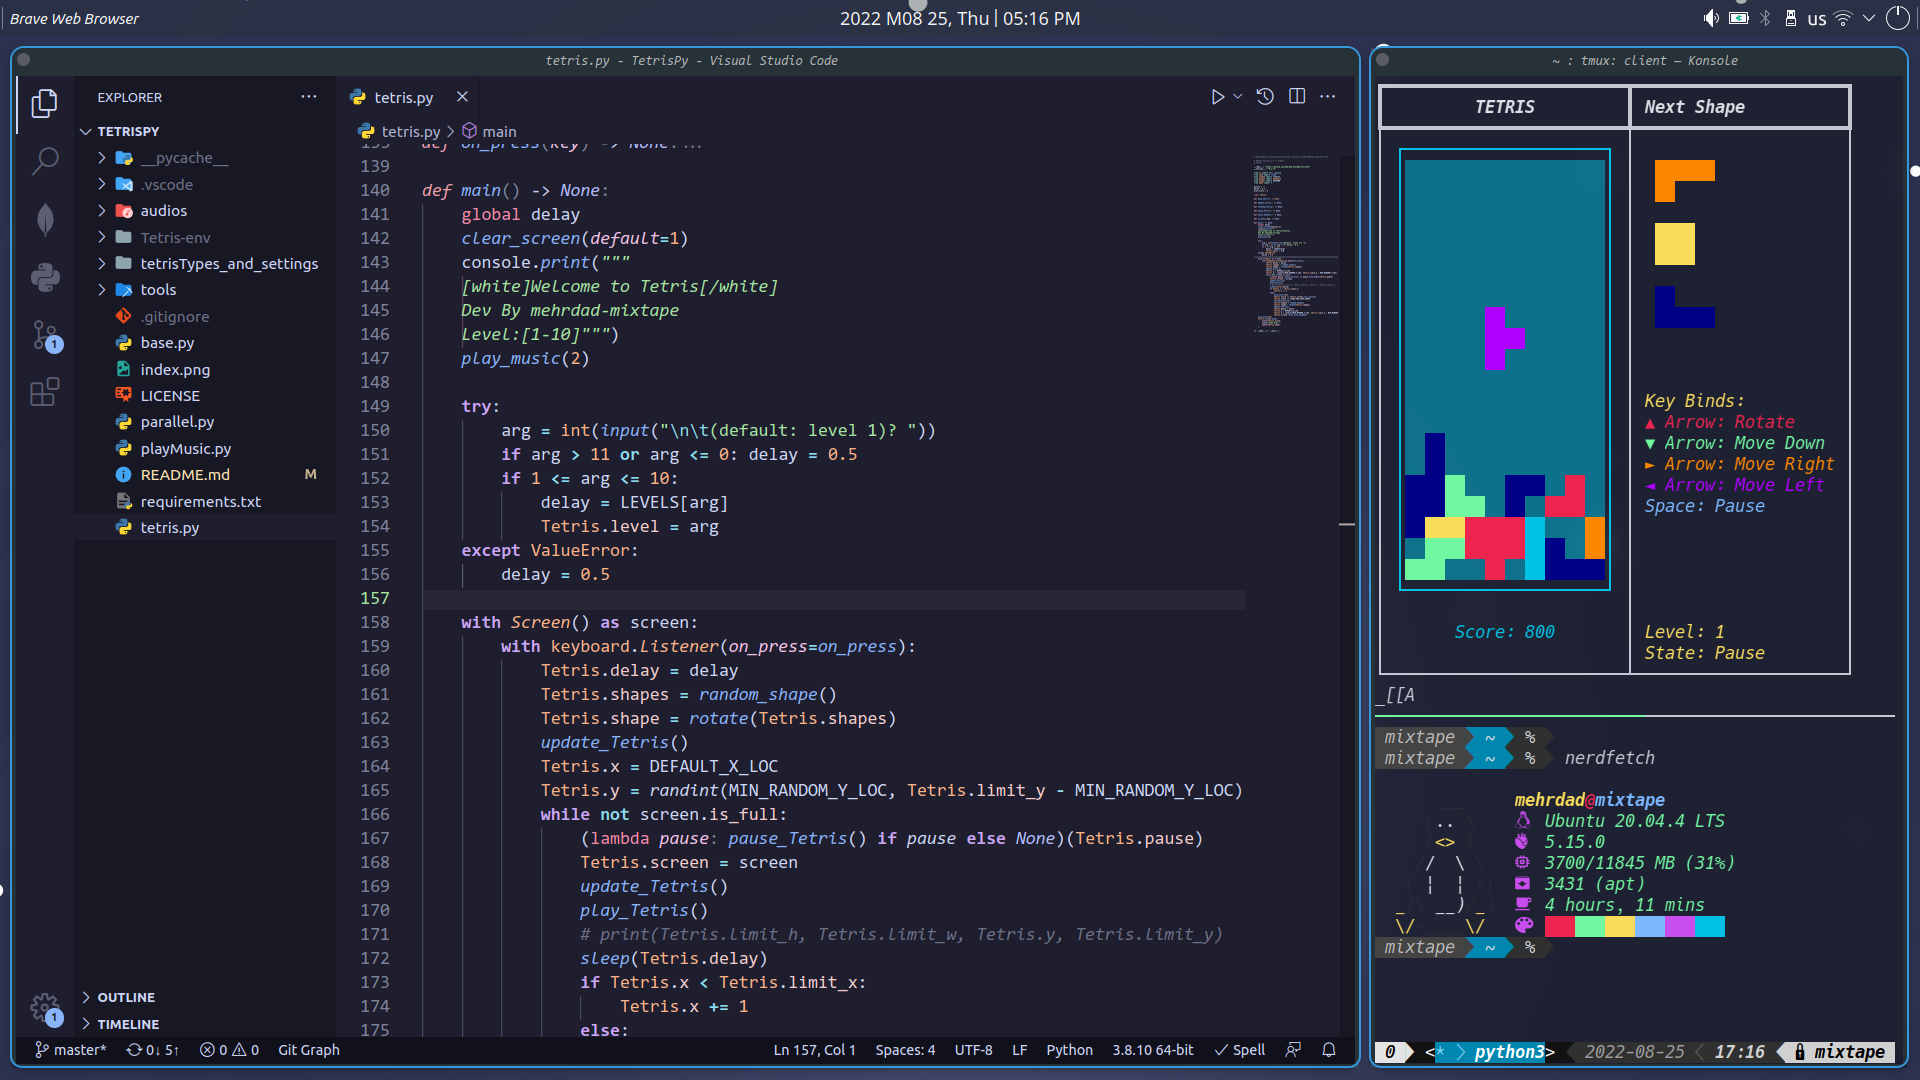 Brave Web Browser
2022 M08 25, Thu | 05:16 PM
us
tetris.py - TetrisPy - Visual Studio Code
EXPLORER
TETRISPY
__pycache__
.vscode
audios
Tetris-env
tetrisTypes_and_settings
tools
.gitignore
base.py
index.png
LICENSE
parallel.py
playMusic.py
README.md M
requirements.txt
tetris.py
OUTLINE
TIMELINE
1
1
tetris.py
tetris.py > main
139
140 def main() -> None:
141 global delay
142 clear_screen(default=1)
143 console.print("""
144 [white]Welcome to Tetris[/white]
145 Dev By mehrdad-mixtape
146 Level:[1-10]""")
147 play_music(2)
148
149 try:
150 arg = int(input("\n\t(default: level 1)? "))
151 if arg > 11 or arg <= 0: delay = 0.5
152 if 1 <= arg <= 10:
153 delay = LEVELS[arg]
154 Tetris.level = arg
155 except ValueError:
156 delay = 0.5
157
158 with Screen() as screen:
159 with keyboard.Listener(on_press=on_press):
160 Tetris.delay = delay
161 Tetris.shapes = random_shape()
162 Tetris.shape = rotate(Tetris.shapes)
163 update_Tetris()
164 Tetris.x = DEFAULT_X_LOC
165 Tetris.y = randint(MIN_RANDOM_Y_LOC, Tetris.limit_y - MIN_RANDOM_Y_LOC)
166 while not screen.is_full:
167 (lambda pause: pause_Tetris() if pause else None)(Tetris.pause)
168 Tetris.screen = screen
169 update_Tetris()
170 play_Tetris()
171 # print(Tetris.limit_h, Tetris.limit_w, Tetris.y, Tetris.limit_y)
172 sleep(Tetris.delay)
173 if Tetris.x < Tetris.limit_x:
174 Tetris.x += 1
175 else:
master* 0↓ 5↑ 0 0 Git Graph Ln 157, Col 1 Spaces: 4 UTF-8 LF Python 3.8.10 64-bit ✓ Spell
~ : tmux: client — Konsole
TETRIS Next Shape
Key Binds:
▲ Arrow: Rotate
▼ Arrow: Move Down
► Arrow: Move Right
◄ Arrow: Move Left
Space: Pause
Score: 800
Level: 1
State: Pause
_[[A
mixtape ~ %
mixtape ~ % nerdfetch
mehrdad@mixtape
Ubuntu 20.04.4 LTS
5.15.0
3700/11845 MB (31%)
3431 (apt)
4 hours, 11 mins
mixtape ~ %
0 <* python3> 2022-08-25 < 17:16 mixtape